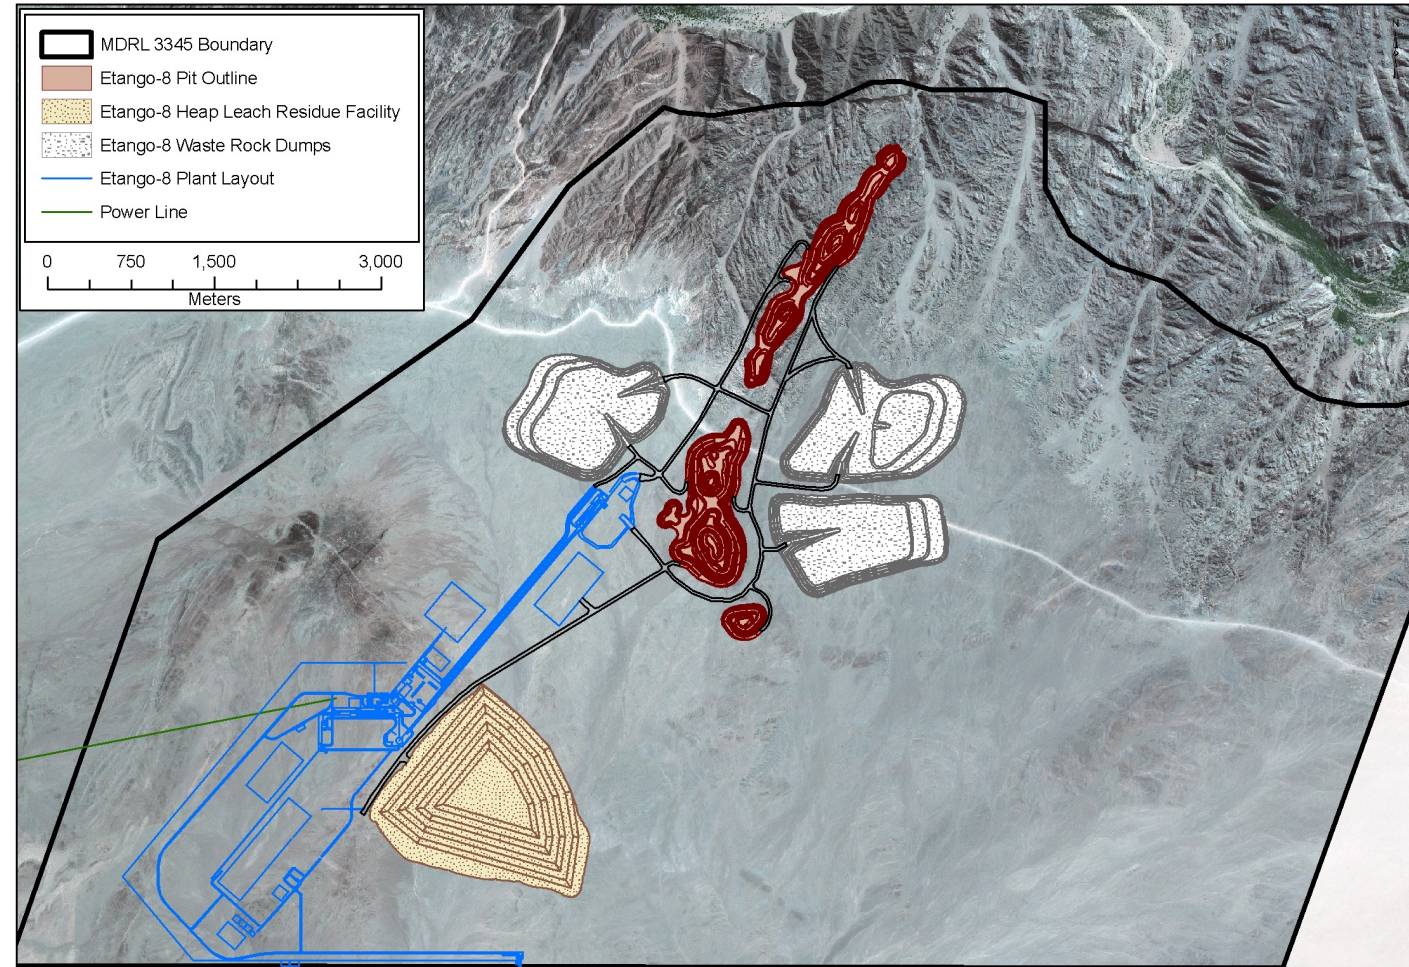 MDRL 3345 Boundary
Etango-8 Pit Outline
Etango-8 Heap Leach Residue Facility
Etango-8 Waste Rock Dumps
Etango-8 Plant Layout
Power Line
0 750 1,500 3,000
Meters